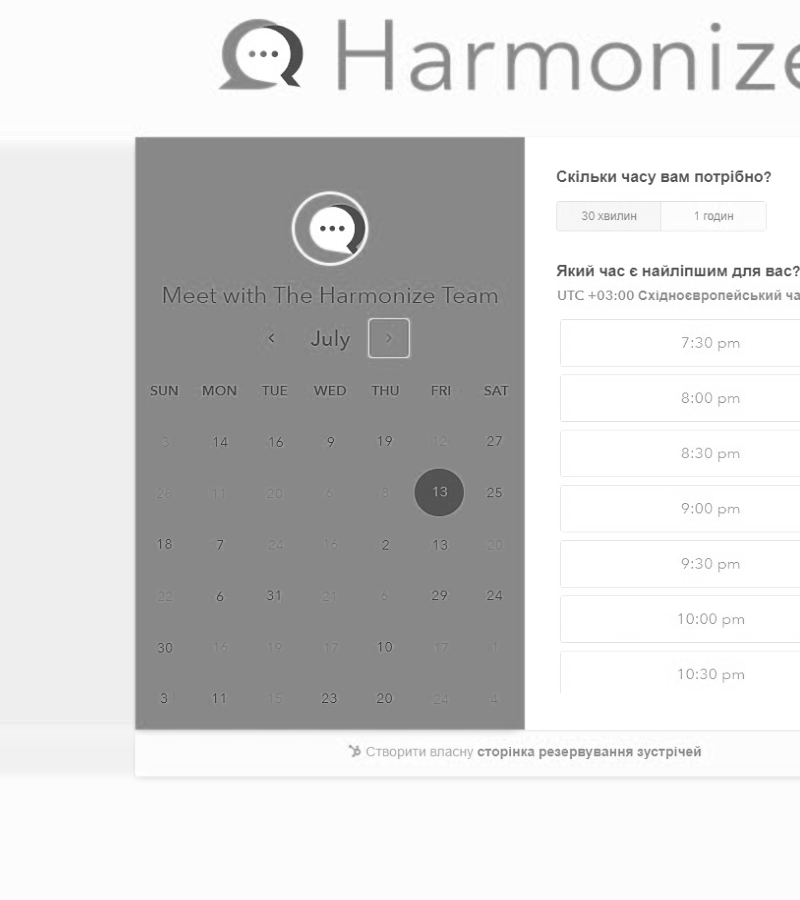 Harmonize
Скільки часу вам потрібно?
30 хвилин 1 годин
Meet with The Harmonize Team
Який час є найліпшим для вас?
UTC +03:00 Східноєвропейський ча
‹ July ›
7:30 pm
SUN MON TUE WED THU FRI SAT
8:00 pm
3 14 16 9 19 12 27
8:30 pm
11 20 6 8 13 25
9:00 pm
18 7 24 16 2 13 20
9:30 pm
22 6 31 21 6 29 24
10:00 pm
30 16 19 17 10 17 1
10:30 pm
3 11 15 23 20 24 4
Створити власну сторінка резервування зустрічей